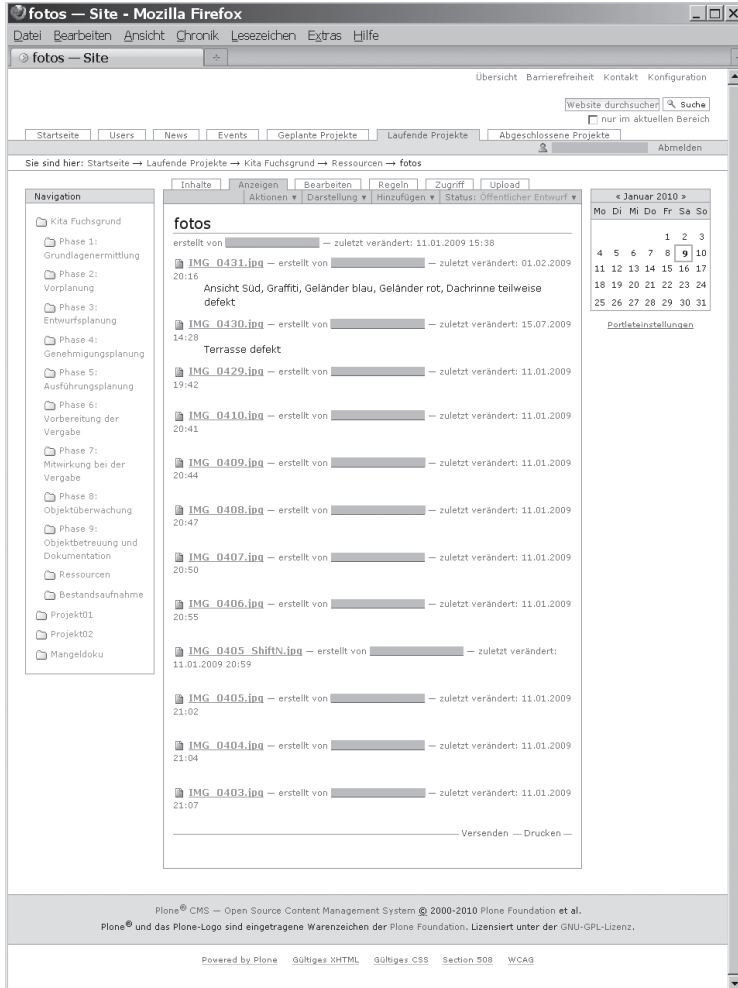 fotos — Site - Mozilla Firefox
Datei Bearbeiten Ansicht Chronik Lesezeichen Extras Hilfe
fotos — Site
Übersicht Barrierefreiheit Kontakt Konfiguration
Website durchsuchen Suche
nur im aktuellen Bereich
Startseite Users News Events Geplante Projekte Laufende Projekte Abgeschlossene Projekte
Abmelden
Sie sind hier: Startseite → Laufende Projekte → Kita Fuchsgrund → Ressourcen → fotos
Navigation
Kita Fuchsgrund
Phase 1:
Grundlagenermittlung
Phase 2:
Vorplanung
Phase 3:
Entwurfsplanung
Phase 4:
Genehmigungsplanung
Phase 5:
Ausführungsplanung
Phase 6:
Vorbereitung der
Vergabe
Phase 7:
Mitwirkung bei der
Vergabe
Phase 8:
Objektüberwachung
Phase 9:
Objektbetreuung und
Dokumentation
Ressourcen
Bestandsaufnahme
Projekt01
Projekt02
Mangeldoku
Inhalte Anzeigen Bearbeiten Regeln Zugriff Upload
Aktionen ▼ Darstellung ▼ Hinzufügen ▼ Status: Öffentlicher Entwurf ▼
fotos
erstellt von — zuletzt verändert: 11.01.2009 15:38
IMG_0431.jpg — erstellt von — zuletzt verändert: 01.02.2009
20:16
Ansicht Süd, Graffiti, Geländer blau, Geländer rot, Dachrinne teilweise
defekt
IMG_0430.jpg — erstellt von — zuletzt verändert: 15.07.2009
14:28
Terrasse defekt
IMG_0429.jpg — erstellt von — zuletzt verändert: 11.01.2009
19:42
IMG_0410.jpg — erstellt von — zuletzt verändert: 11.01.2009
20:41
IMG_0409.jpg — erstellt von — zuletzt verändert: 11.01.2009
20:44
IMG_0408.jpg — erstellt von — zuletzt verändert: 11.01.2009
20:47
IMG_0407.jpg — erstellt von — zuletzt verändert: 11.01.2009
20:50
IMG_0406.jpg — erstellt von — zuletzt verändert: 11.01.2009
20:55
IMG_0405_ShiftN.jpg — erstellt von — zuletzt verändert:
11.01.2009 20:59
IMG_0405.jpg — erstellt von — zuletzt verändert: 11.01.2009
21:02
IMG_0404.jpg — erstellt von — zuletzt verändert: 11.01.2009
21:04
IMG_0403.jpg — erstellt von — zuletzt verändert: 11.01.2009
21:07
Versenden — Drucken —
« Januar 2010 »
Mo Di Mi Do Fr Sa So
1 2 3
4 5 6 7 8 9 10
11 12 13 14 15 16 17
18 19 20 21 22 23 24
25 26 27 28 29 30 31
Portleteinstellungen
Plone® CMS — Open Source Content Management System © 2000-2010 Plone Foundation et al.
Plone® und das Plone-Logo sind eingetragene Warenzeichen der Plone Foundation. Lizensiert unter der GNU-GPL-Lizenz.
Powered by Plone Gültiges XHTML Gültiges CSS Section 508 WCAG